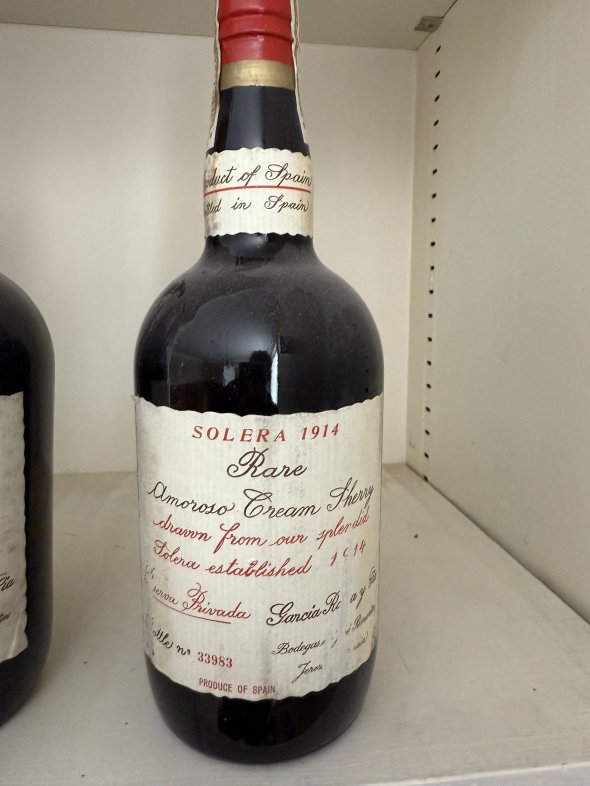 of Spain
in Spain
SOLERA 1914
Rare
Amoroso Cream Sherry
drawn from our splendid
Solera established 1914
Privada
Garcia
nº 33983
Bodegas
Jerez
PRODUCE OF SPAIN